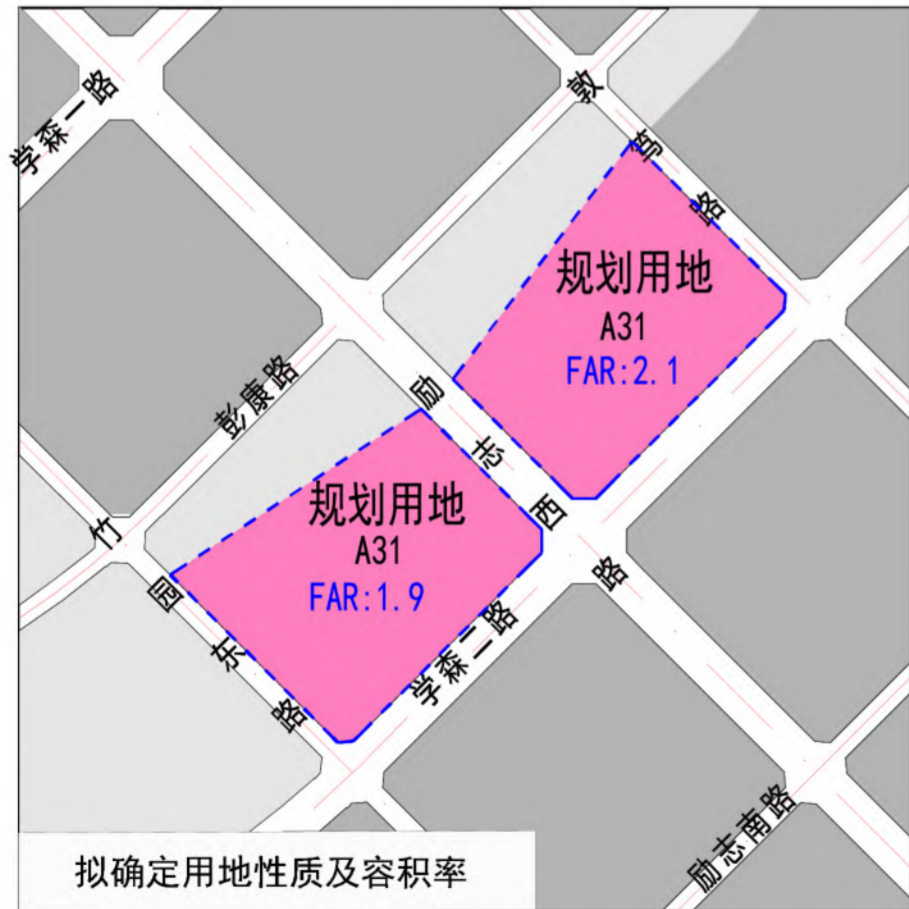 学森一路
敦笃路
规划用地
A31
FAR:2.1
彭康路
励志西路
规划用地
A31
FAR:1.9
竹园东路
学森二路
励志南路
拟确定用地性质及容积率